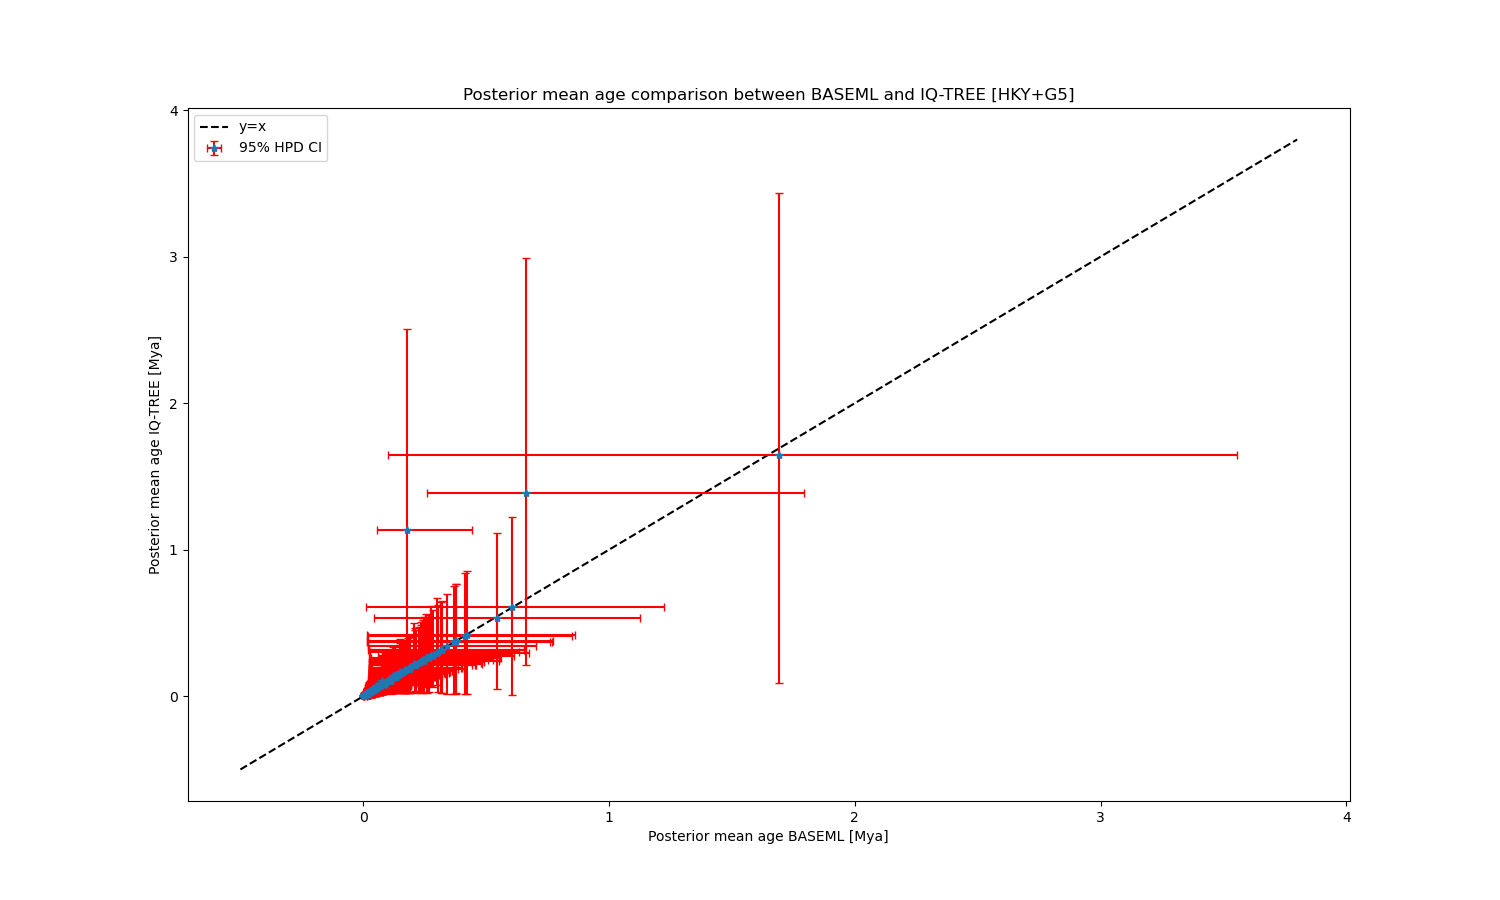 Posterior mean age comparison between BASEML and IQ-TREE [HKY+G5]
y=x
95% HPD CI
Posterior mean age IQ-TREE [Mya]
4
3
2
1
0
0 1 2 3 4
Posterior mean age BASEML [Mya]